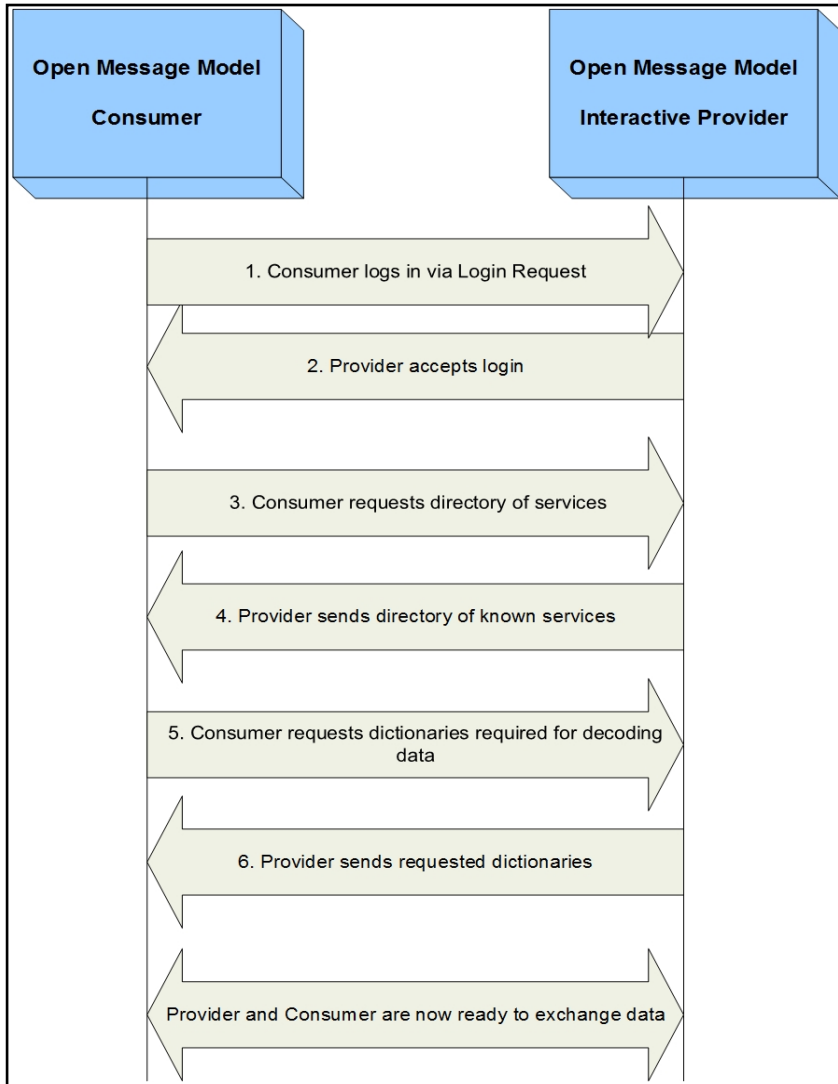 Open Message Model
Consumer
Open Message Model
Interactive Provider
1. Consumer logs in via Login Request
2. Provider accepts login
3. Consumer requests directory of services
4. Provider sends directory of known services
5. Consumer requests dictionaries required for decoding
data
6. Provider sends requested dictionaries
Provider and Consumer are now ready to exchange data